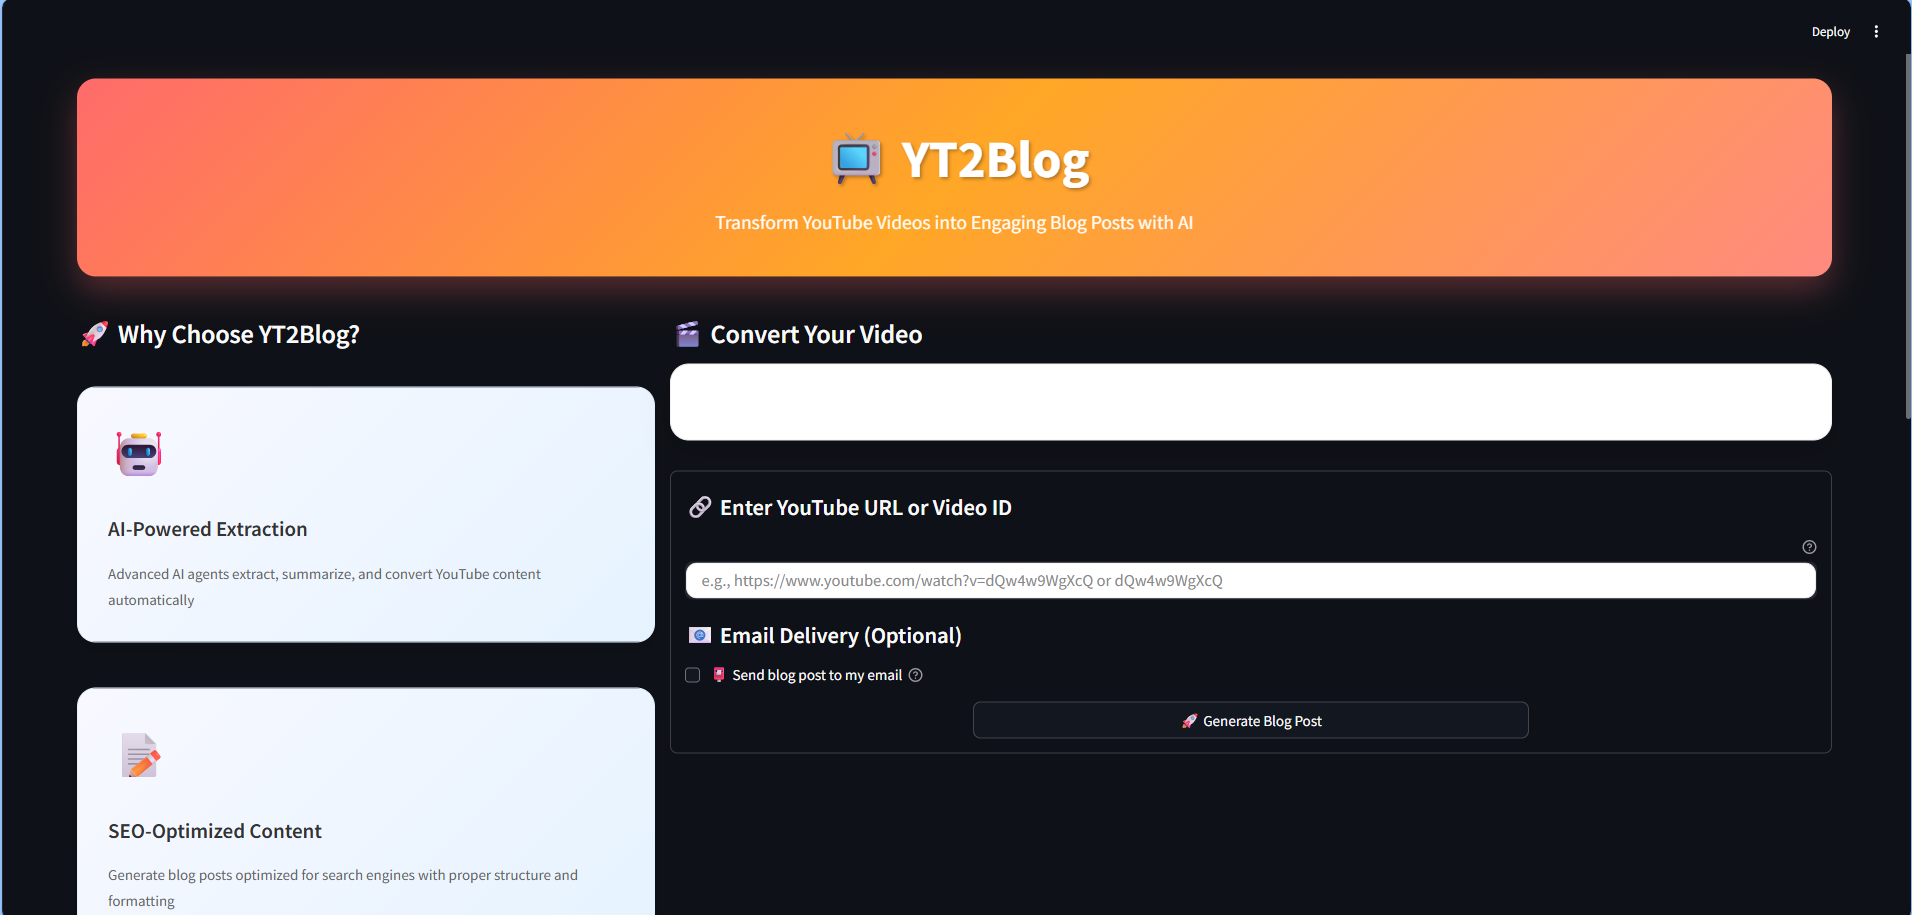 Deploy
YT2Blog
Transform YouTube Videos into Engaging Blog Posts with AI
Why Choose YT2Blog?
AI-Powered Extraction
Advanced AI agents extract, summarize, and convert YouTube content
automatically
SEO-Optimized Content
Generate blog posts optimized for search engines with proper structure and
formatting
Convert Your Video
Enter YouTube URL or Video ID
e.g., https://www.youtube.com/watch?v=dQw4w9WgXcQ or dQw4w9WgXcQ
Email Delivery (Optional)
Send blog post to my email
Generate Blog Post